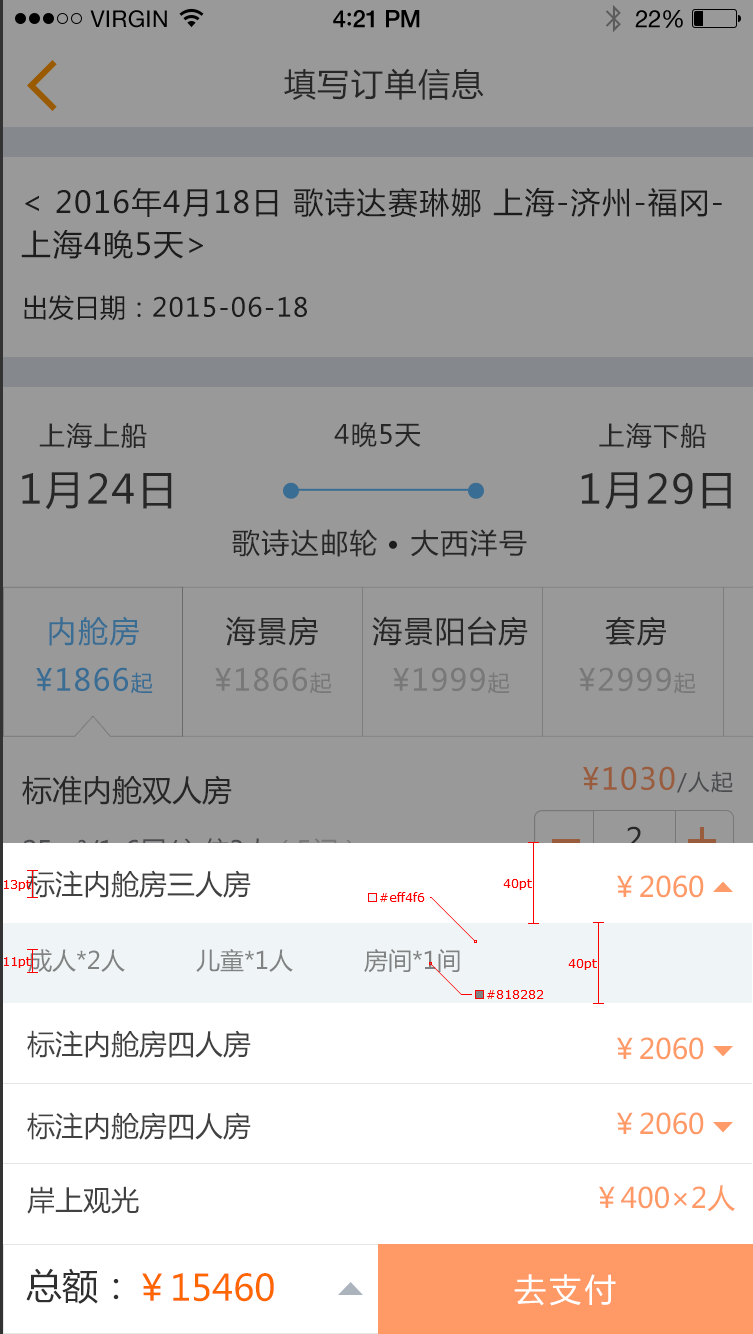 VIRGIN 4:21 PM 22%
填写订单信息
< 2016年4月18日 歌诗达赛琳娜 上海-济州-福冈-
上海4晚5天>
出发日期：2015-06-18
上海上船 4晚5天 上海下船
1月24日 1月29日
歌诗达邮轮 • 大西洋号
内舱房 海景房 海景阳台房 套房
¥1866起 ¥1866起 ¥1999起 ¥2999起
标准内舱双人房 ¥1030/人起
2
13pt 标注内舱房三人房 40pt ¥2060
#eff4f6
11pt 成人*2人 儿童*1人 房间*1间 40pt
#818282
标注内舱房四人房 ¥2060
标注内舱房四人房 ¥2060
岸上观光 ¥400×2人
总额：¥15460 去支付